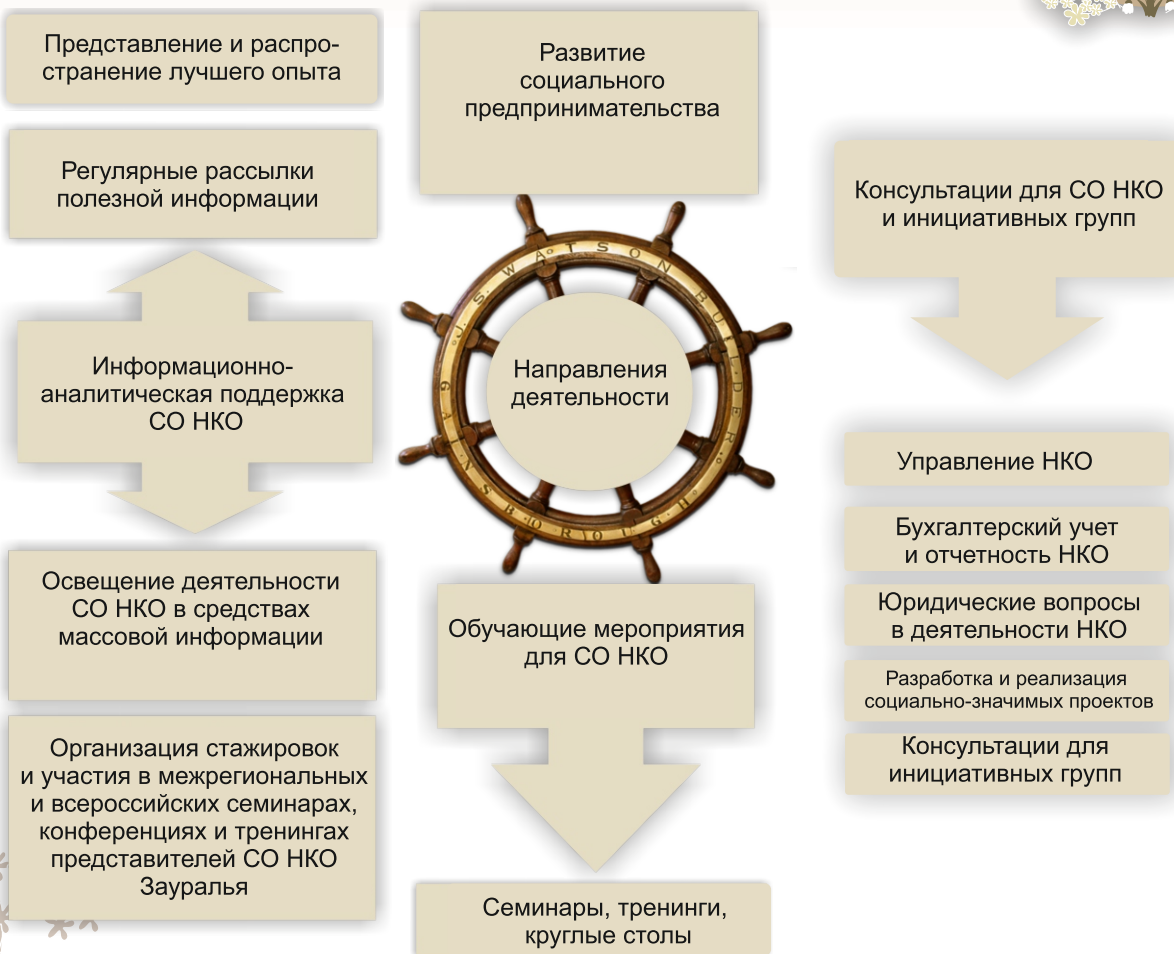 Представление и распро-
странение лучшего опыта
Регулярные рассылки
полезной информации
Информационно-
аналитическая поддержка
СО НКО
Освещение деятельности
СО НКО в средствах
массовой информации
Организация стажировок
и участия в межрегиональных
и всероссийских семинарах,
конференциях и тренингах
представителей СО НКО
Зауралья
Развитие
социального
предпринимательства
J. S. WATSON BUILDER.
GAINSBOROUGH
Направления
деятельности
Обучающие мероприятия
для СО НКО
Семинары, тренинги,
круглые столы
Консультации для СО НКО
и инициативных групп
Управление НКО
Бухгалтерский учет
и отчетность НКО
Юридические вопросы
в деятельности НКО
Разработка и реализация
социально-значимых проектов
Консультации для
инициативных групп